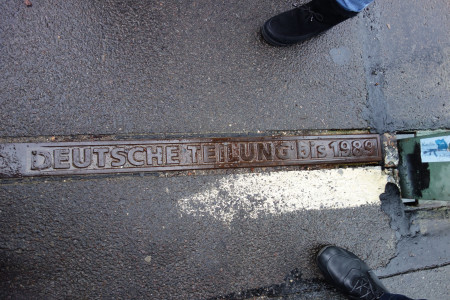 DEUTSCHE TEILUNG bis 1989